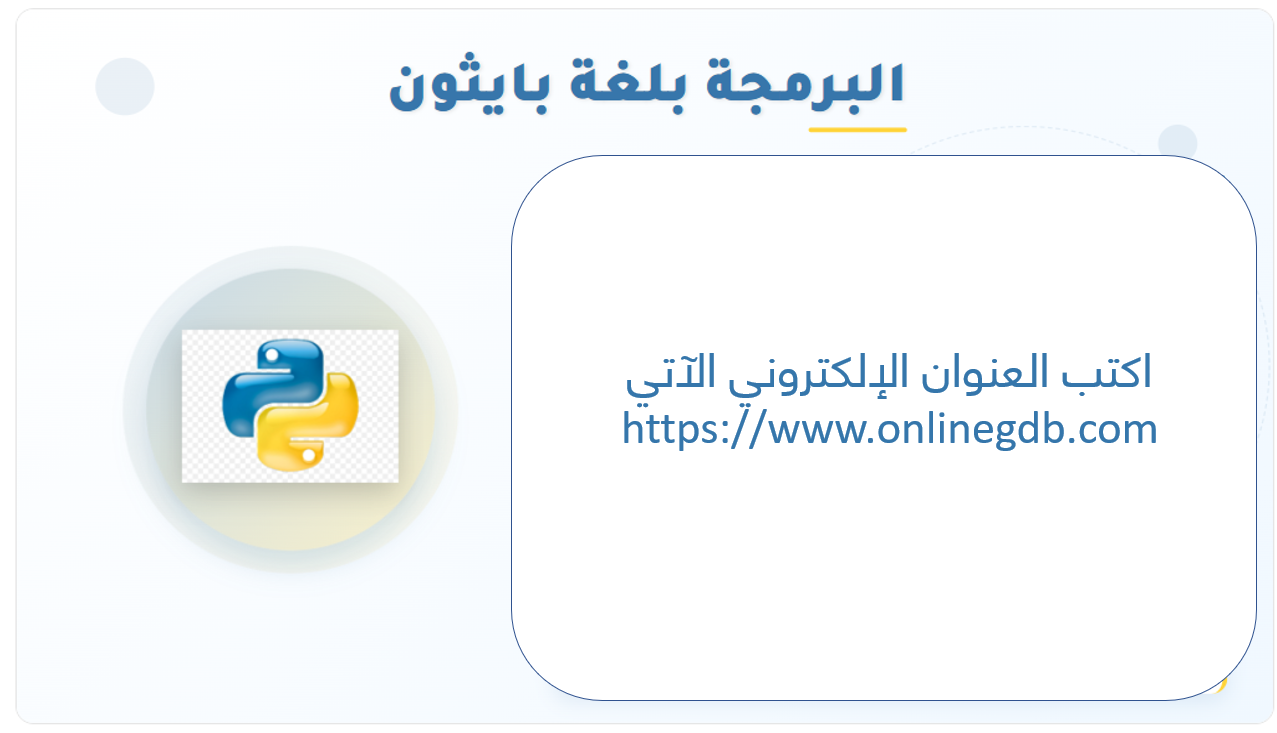 البرمجة بلغة بايثون
اكتب العنوان الإلكتروني الآتي
https://www.onlinegdb.com